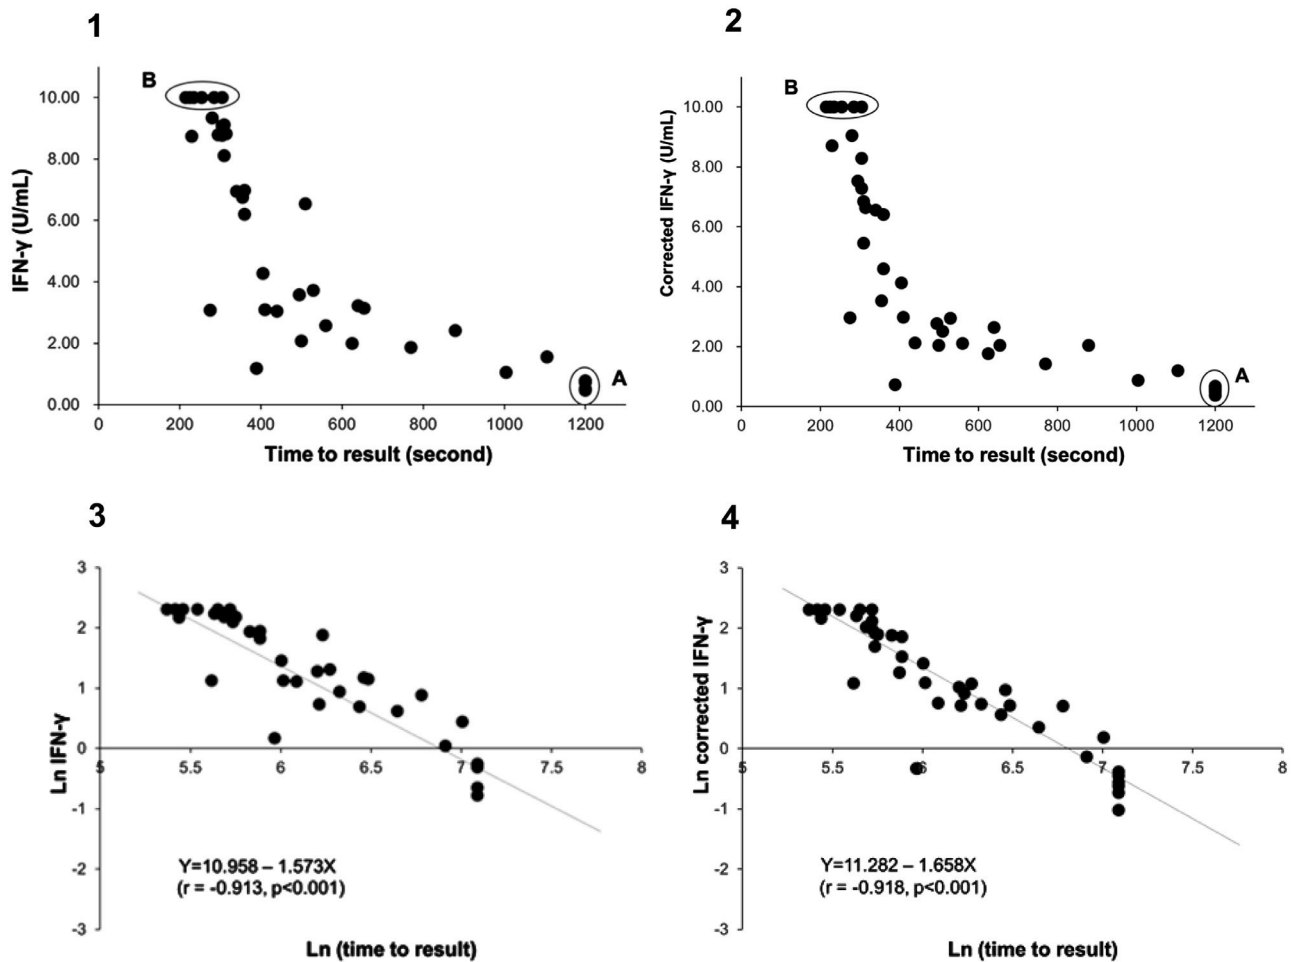 1
B
10.00
8.00
6.00
4.00
2.00
0.00
IFN-γ (U/mL)
A
0 200 400 600 800 1000 1200
Time to result (second)
2
B
10.00
8.00
6.00
4.00
2.00
0.00
Corrected IFN-γ (U/mL)
A
0 200 400 600 800 1000 1200
Time to result (second)
3
3
2
1
0
-1
-2
-3
Ln IFN-γ
5 5.5 6 6.5 7 7.5 8
Y=10.958 – 1.573X
(r = -0.913, p<0.001)
Ln (time to result)
4
3
2
1
0
-1
-2
-3
Ln corrected IFN-γ
5 5.5 6 6.5 7 7.5 8
Y=11.282 – 1.658X
(r = -0.918, p<0.001)
Ln (time to result)